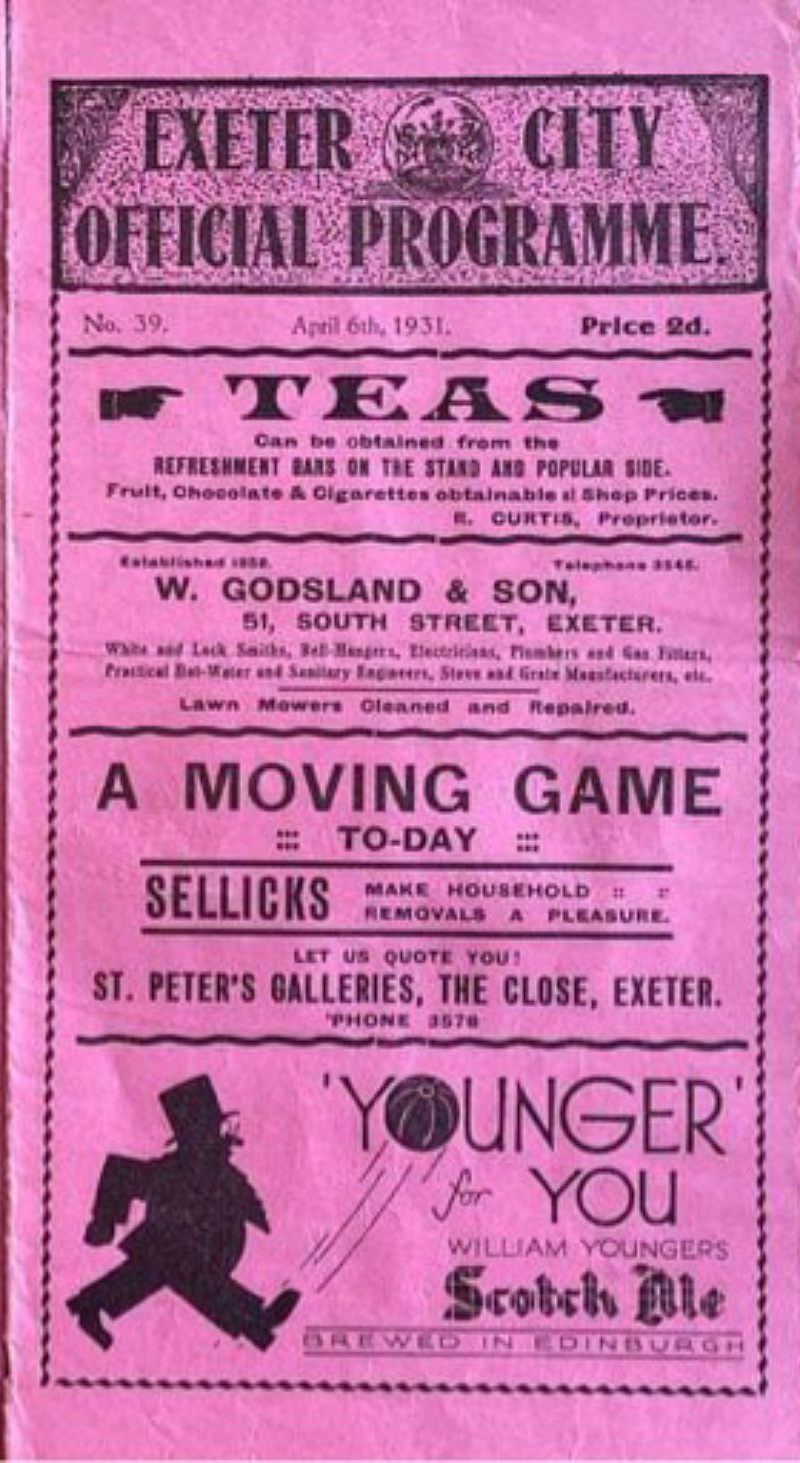 EXETER CITY
OFFICIAL PROGRAMME.
No. 39. April 6th, 1931. Price 2d.
TEAS
Can be obtained from the
REFRESHMENT BARS ON THE STAND AND POPULAR SIDE.
Fruit, Chocolate & Cigarettes obtainable at Shop Prices.
R. CURTIS, Proprietor.
Established Telephone
W. GODSLAND & SON,
51, SOUTH STREET, EXETER.
White and Lock Smiths, Bell-Hangers, Electricians, Plumbers and Gas Fitters,
Practical Hot-Water and Sanitary Engineers, Stove and Grate Manufacturers, etc.
Lawn Mowers Cleaned and Repaired.
A MOVING GAME
::: TO-DAY :::
SELLICKS MAKE HOUSEHOLD :: ::
REMOVALS A PLEASURE.
LET US QUOTE YOU!
ST. PETER'S GALLERIES, THE CLOSE, EXETER.
'PHONE 3578
'YOUNGER'
for YOU
WILLIAM YOUNGER'S
Scotch Ale
BREWED IN EDINBURGH